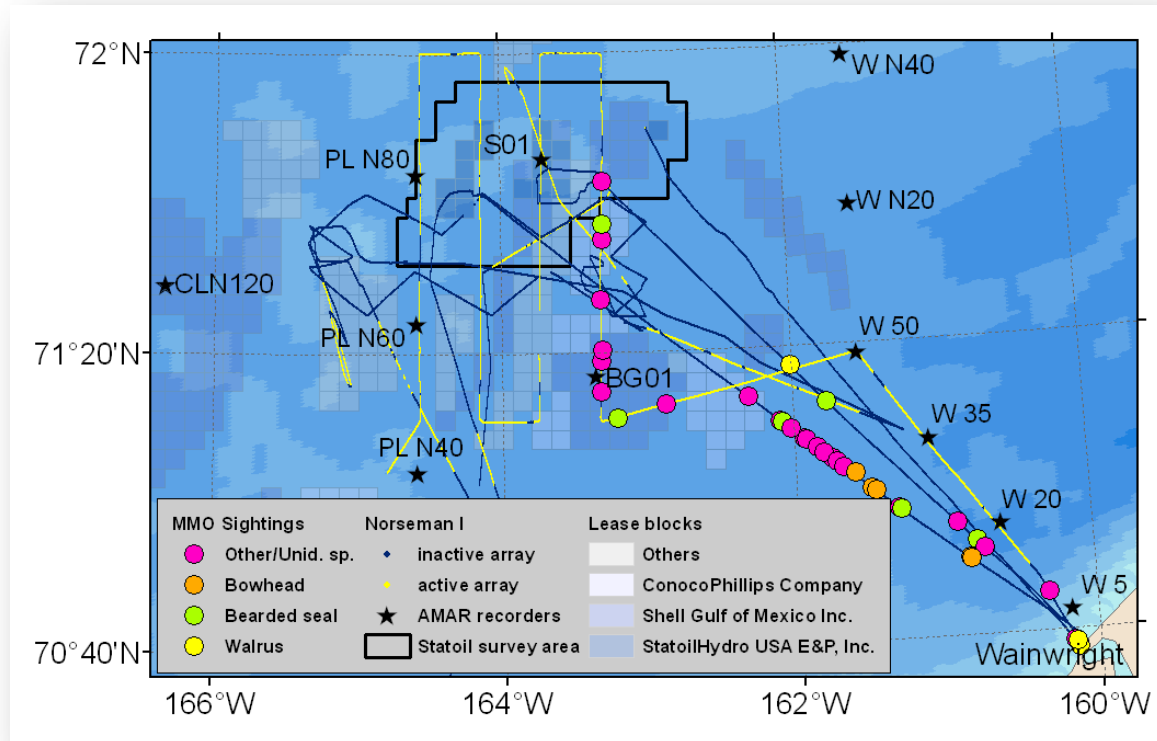 72°N
W N40
S01
PL N80
W N20
CLN120
PL N60
W 50
71°20'N
BG01
W 35
PL N40
W 20
MMO Sightings
Other/Unid. sp.
Bowhead
Bearded seal
Walrus
Norseman I
inactive array
active array
AMAR recorders
Statoil survey area
Lease blocks
Others
ConocoPhillips Company
Shell Gulf of Mexico Inc.
StatoilHydro USA E&P, Inc.
W 5
70°40'N
Wainwright
166°W
164°W
162°W
160°W